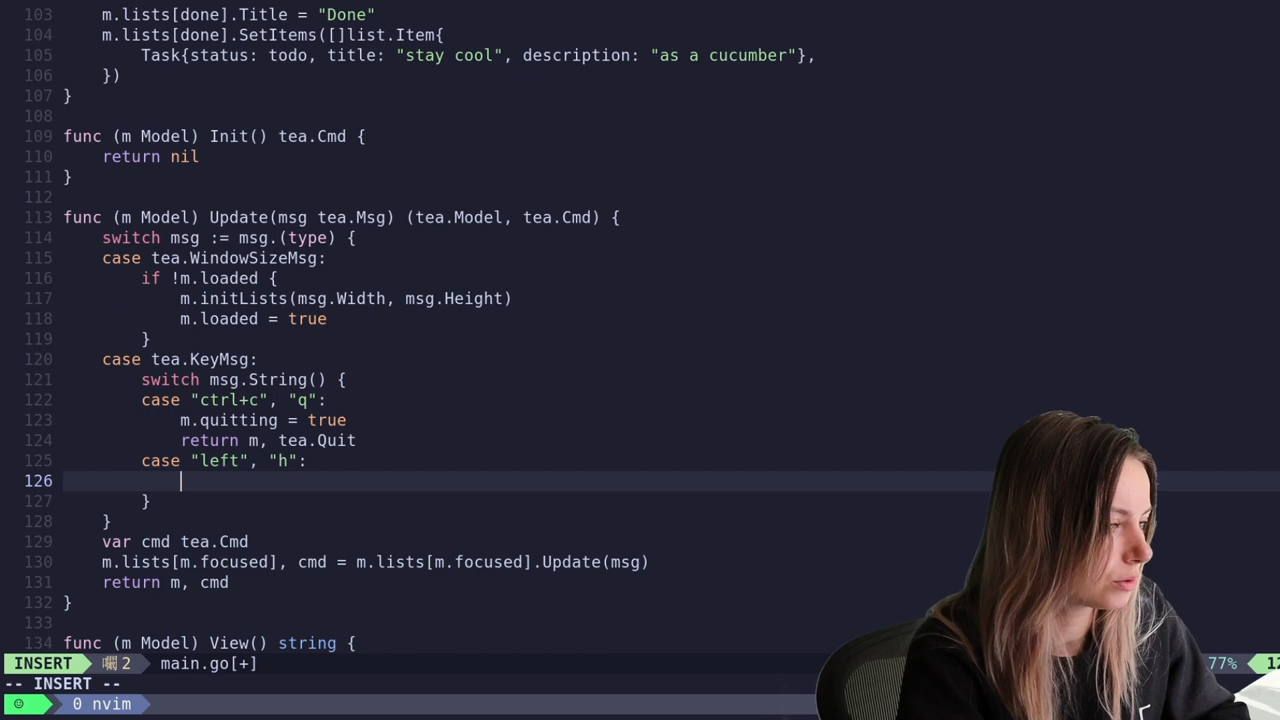 103 m.lists[done].Title = "Done"
104 m.lists[done].SetItems([]list.Item{
105 Task{status: todo, title: "stay cool", description: "as a cucumber"},
106 })
107 }
108
109 func (m Model) Init() tea.Cmd {
110 return nil
111 }
112
113 func (m Model) Update(msg tea.Msg) (tea.Model, tea.Cmd) {
114 switch msg := msg.(type) {
115 case tea.WindowSizeMsg:
116 if !m.loaded {
117 m.initLists(msg.Width, msg.Height)
118 m.loaded = true
119 }
120 case tea.KeyMsg:
121 switch msg.String() {
122 case "ctrl+c", "q":
123 m.quitting = true
124 return m, tea.Quit
125 case "left", "h":
126
127 }
128 }
129 var cmd tea.Cmd
130 m.lists[m.focused], cmd = m.lists[m.focused].Update(msg)
131 return m, cmd
132 }
133
134 func (m Model) View() string {
INSERT 2 main.go[+] 77%
-- INSERT --
0 nvim